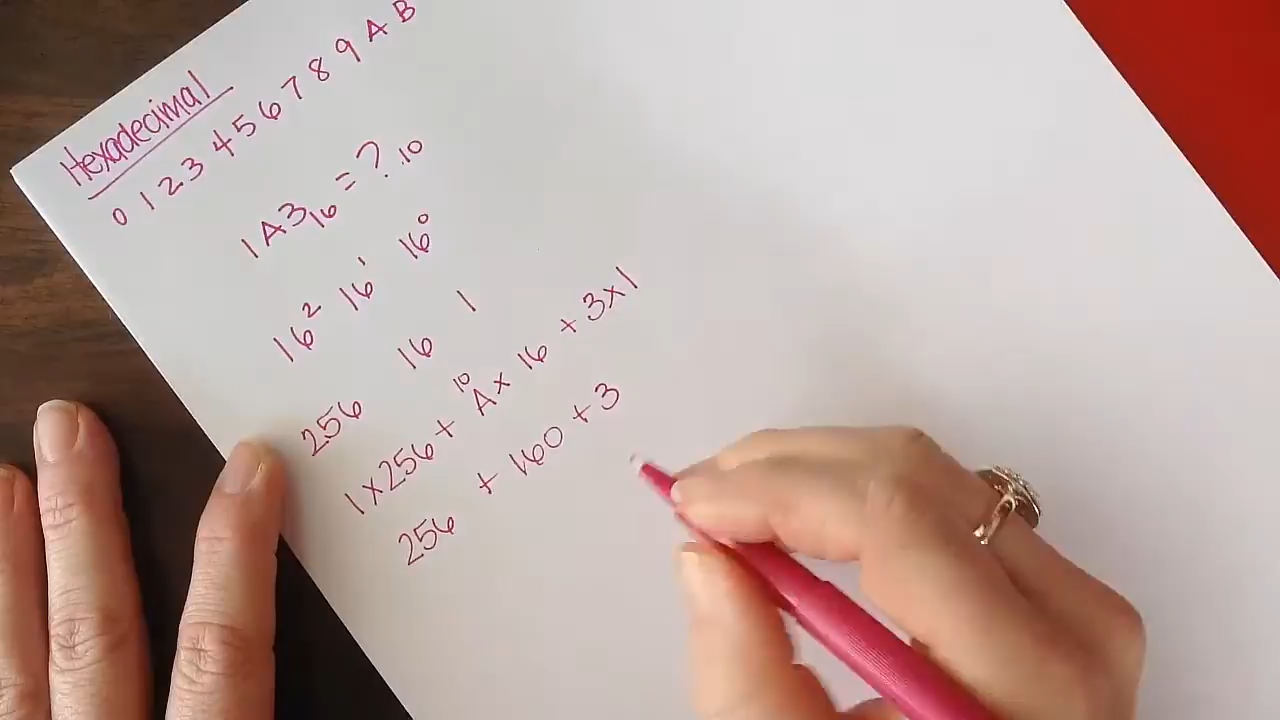 Hexadecimal
0 1 2 3 4 5 6 7 8 9 A B
1A3₁₆ = ?₁₀
16² 16¹ 16⁰
256 16 1
10
1×256 + A× 16 + 3×1
256 + 160 + 3